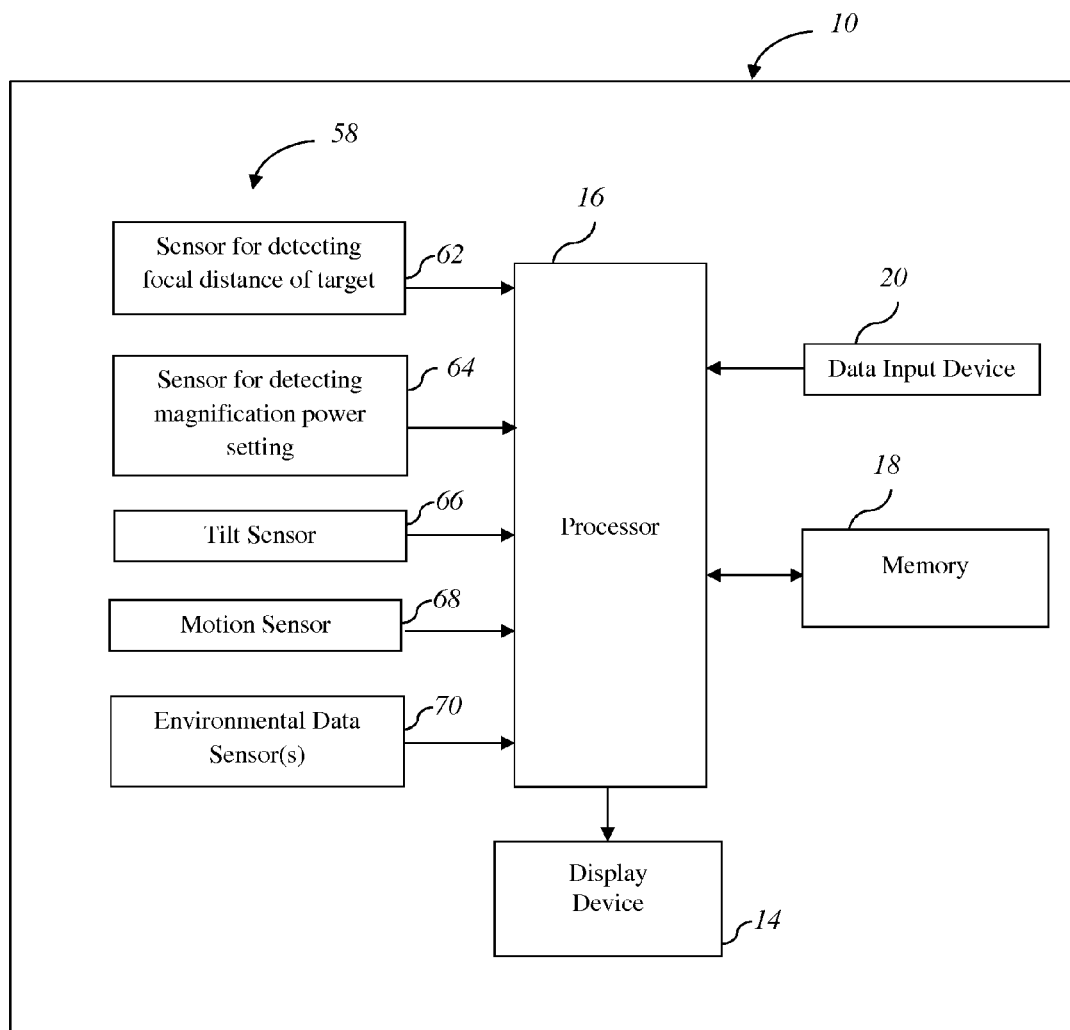 10
58
Sensor for detecting
focal distance of target
62
16
20
Data Input Device
Sensor for detecting
magnification power
setting
64
18
Memory
Tilt Sensor
66
Processor
Motion Sensor
68
Environmental Data
Sensor(s)
70
Display
Device
14